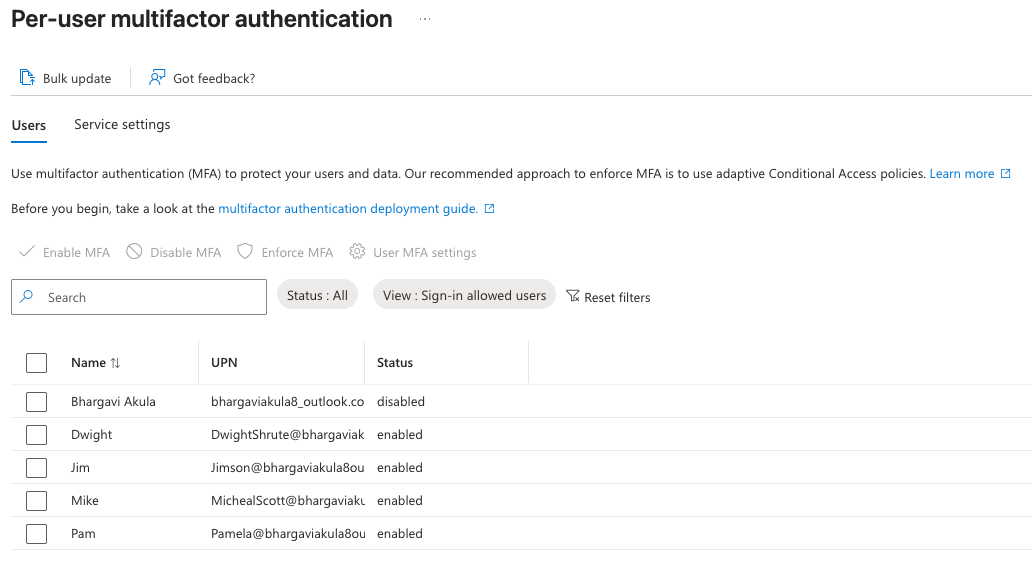 Per-user multifactor authentication ...
Bulk update Got feedback?
Users Service settings
Use multifactor authentication (MFA) to protect your users and data. Our recommended approach to enforce MFA is to use adaptive Conditional Access policies. Learn more
Before you begin, take a look at the multifactor authentication deployment guide.
Enable MFA Disable MFA Enforce MFA User MFA settings
Search Status : All View : Sign-in allowed users Reset filters
Name UPN Status
Bhargavi Akula bhargaviakula8_outlook.co disabled
Dwight DwightShrute@bhargaviak enabled
Jim Jimson@bhargaviakula8ou enabled
Mike MichealScott@bhargaviaku enabled
Pam Pamela@bhargaviakula8ou enabled